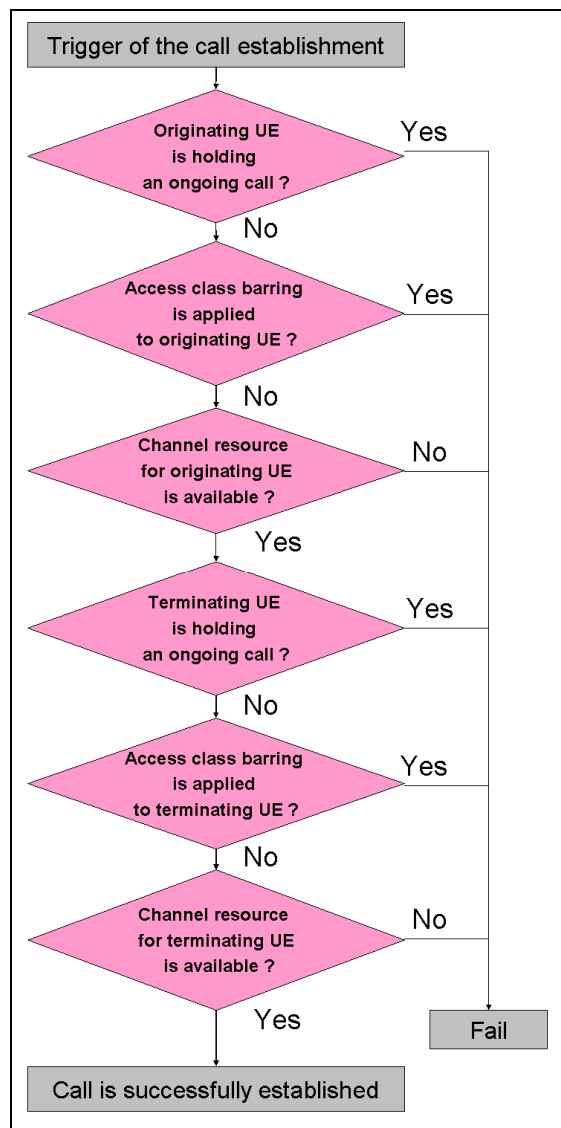 Trigger of the call establishment
Originating UE
is holding
an ongoing call ?
Yes
No
Access class barring
is applied
to originating UE ?
Yes
No
Channel resource
for originating UE
is available ?
No
Yes
Terminating UE
is holding
an ongoing call ?
Yes
No
Access class barring
is applied
to terminating UE ?
Yes
No
Channel resource
for terminating UE
is available ?
No
Yes
Fail
Call is successfully established